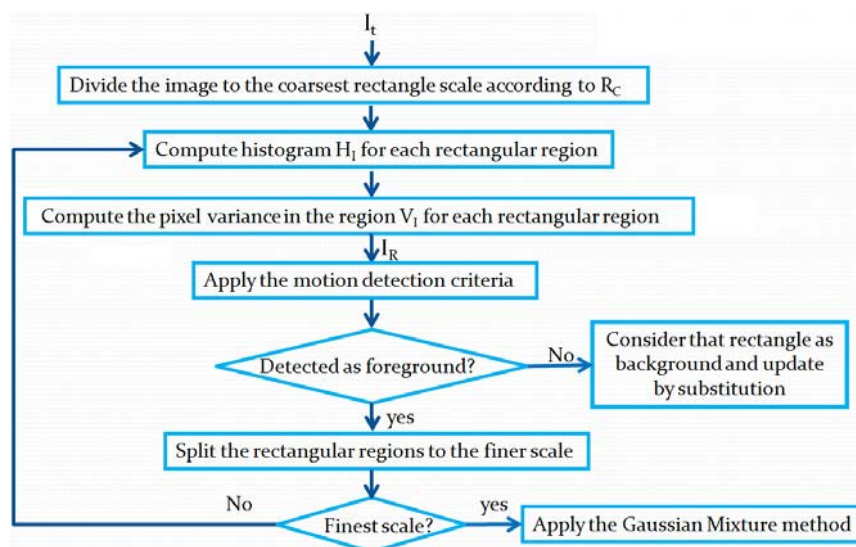 I_t
Divide the image to the coarsest rectangle scale according to R_C
Compute histogram H_I for each rectangular region
Compute the pixel variance in the region V_I for each rectangular region
I_R
Apply the motion detection criteria
Detected as foreground?
No
Consider that rectangle as
background and update
by substitution
yes
Split the rectangular regions to the finer scale
No
Finest scale?
yes
Apply the Gaussian Mixture method